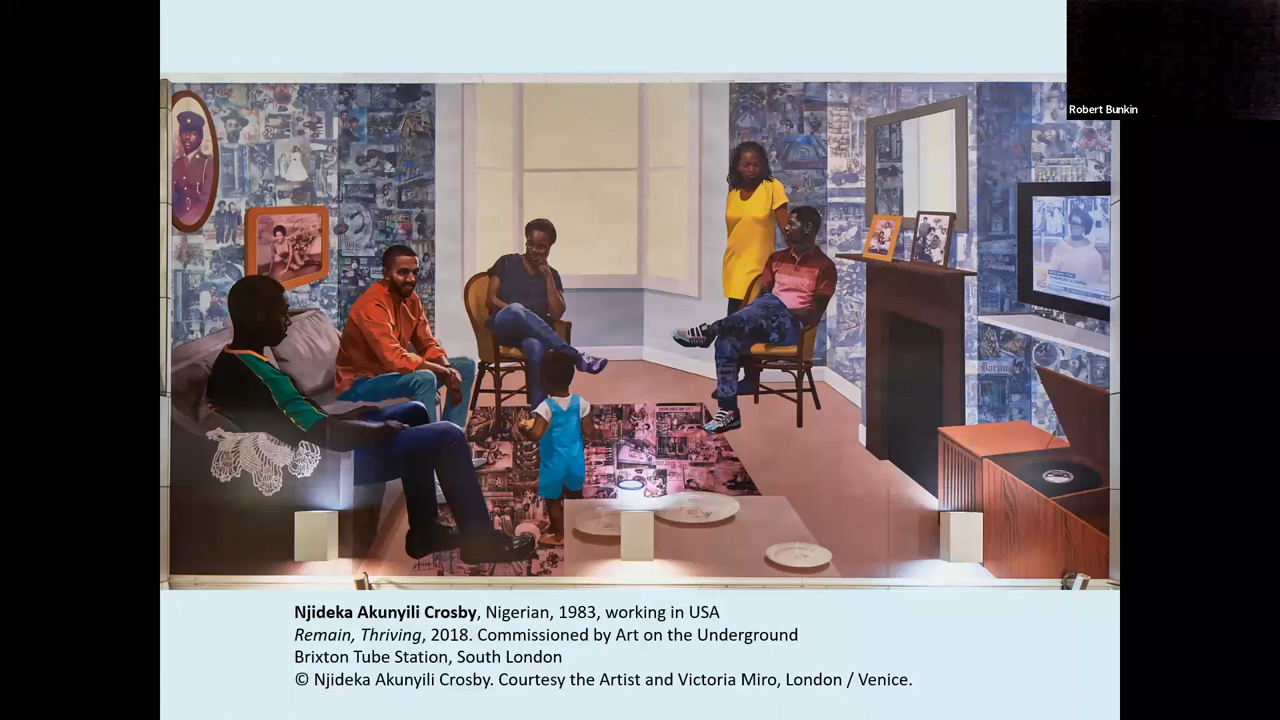 Robert Bunkin
Njideka Akunyili Crosby, Nigerian, 1983, working in USA
Remain, Thriving, 2018. Commissioned by Art on the Underground
Brixton Tube Station, South London
© Njideka Akunyili Crosby. Courtesy the Artist and Victoria Miro, London / Venice.